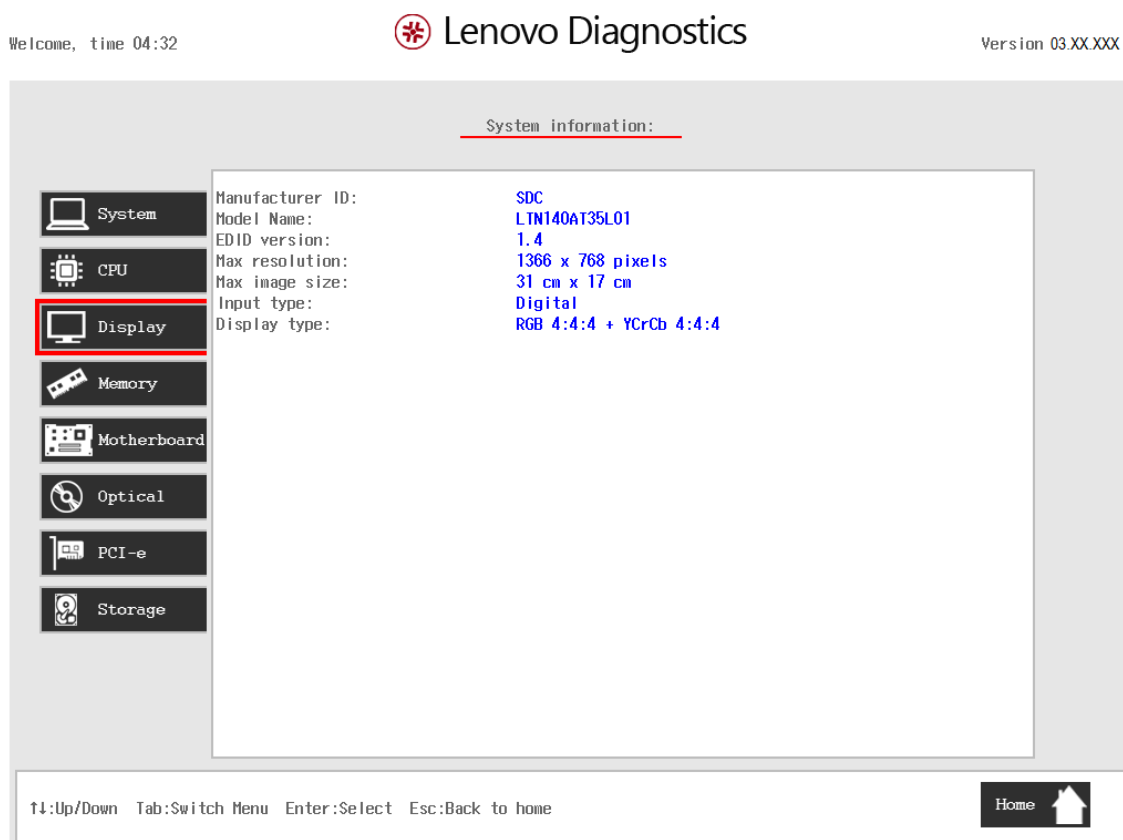 Welcome, time 04:32
Lenovo Diagnostics
Version 03.XX.XXX
System information:
System
CPU
Display
Memory
Motherboard
Optical
PCI-e
Storage
Manufacturer ID: SDC
Model Name: LTN140AT35L01
EDID version: 1.4
Max resolution: 1366 x 768 pixels
Max image size: 31 cm x 17 cm
Input type: Digital
Display type: RGB 4:4:4 + YCrCb 4:4:4
↑↓:Up/Down Tab:Switch Menu Enter:Select Esc:Back to home
Home